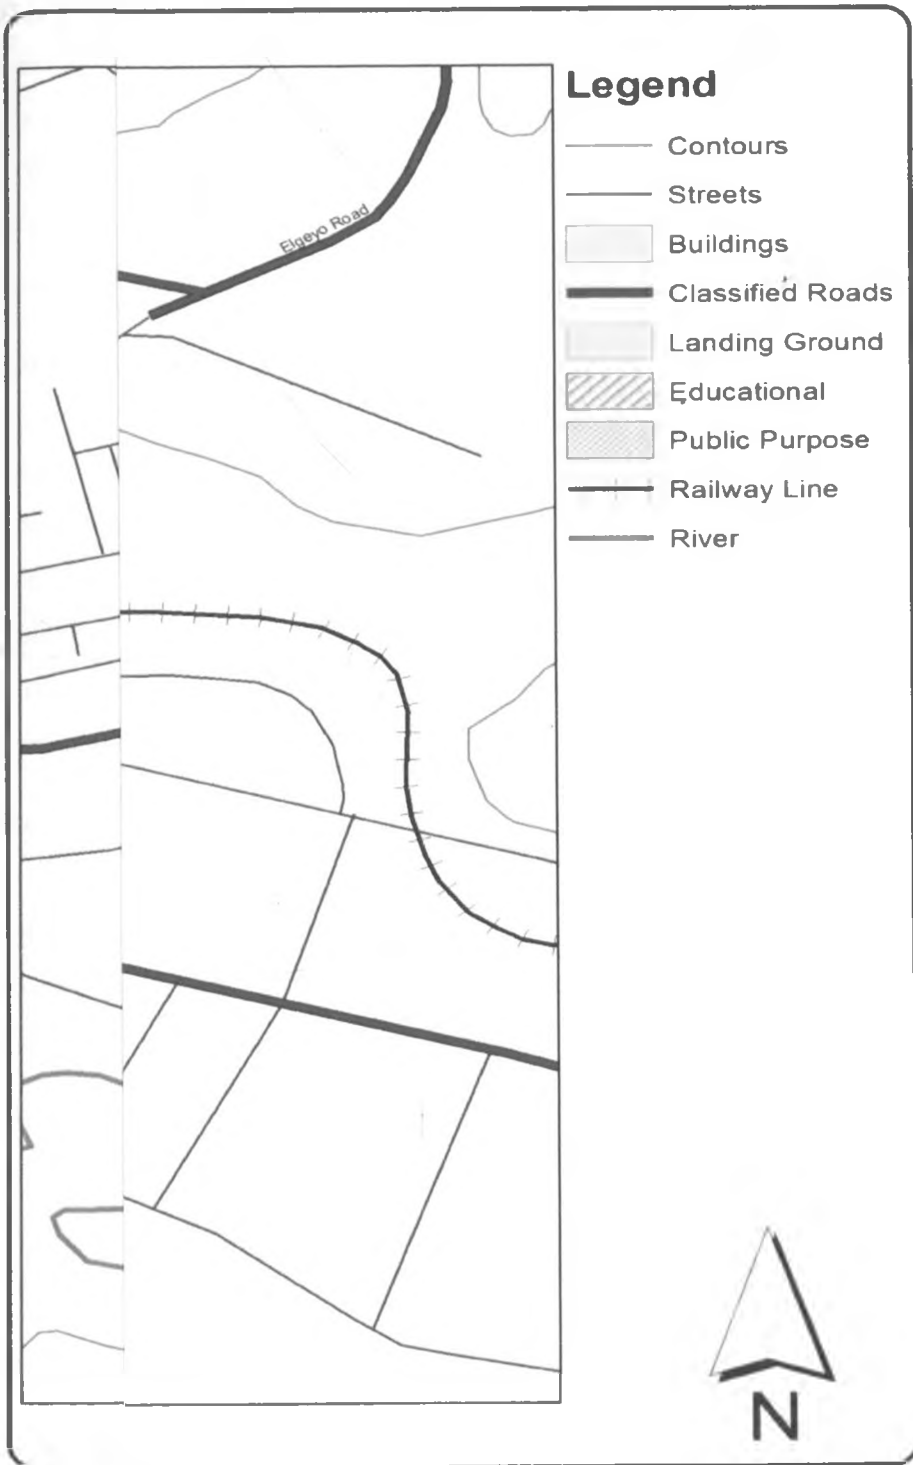 Legend
Contours
Streets
Buildings
Classified Roads
Landing Ground
Educational
Public Purpose
Railway Line
River
Elgeyo Road
N